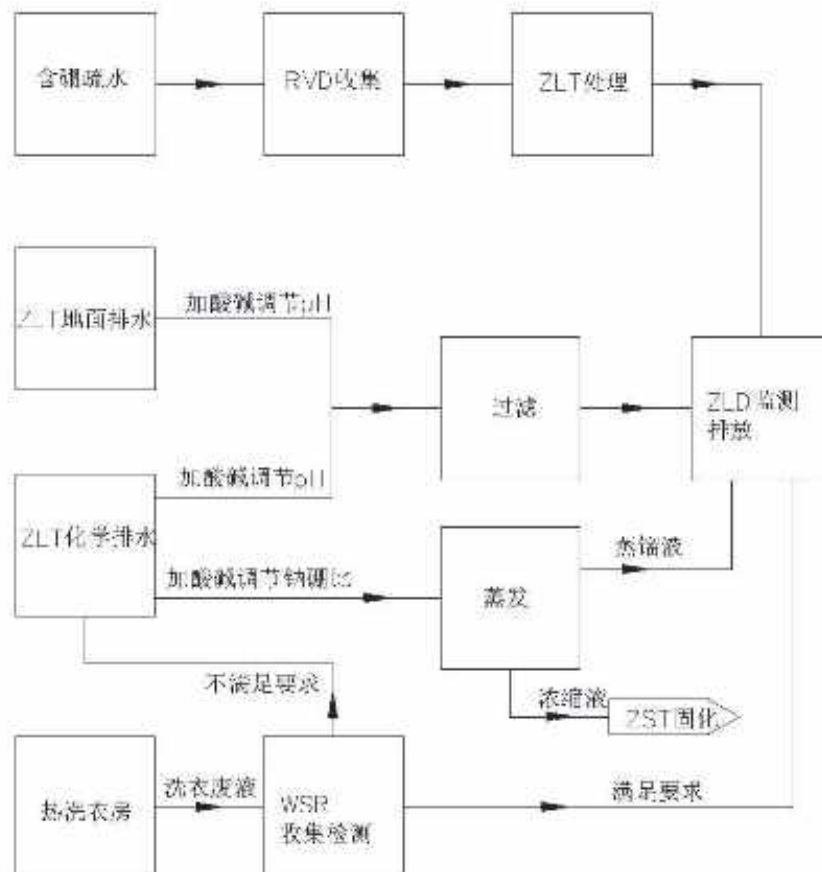 含硼疏水
RVD收集
ZLT处理
ZLT地面排水
加酸碱调节pH
过滤
ZLD监测
排放
加酸碱调节pH
ZLT化学排水
加酸碱调节钠硼比
蒸发
蒸馏液
浓缩液
ZST固化
不满足要求
热洗衣房
洗衣废液
WSR
收集检测
满足要求